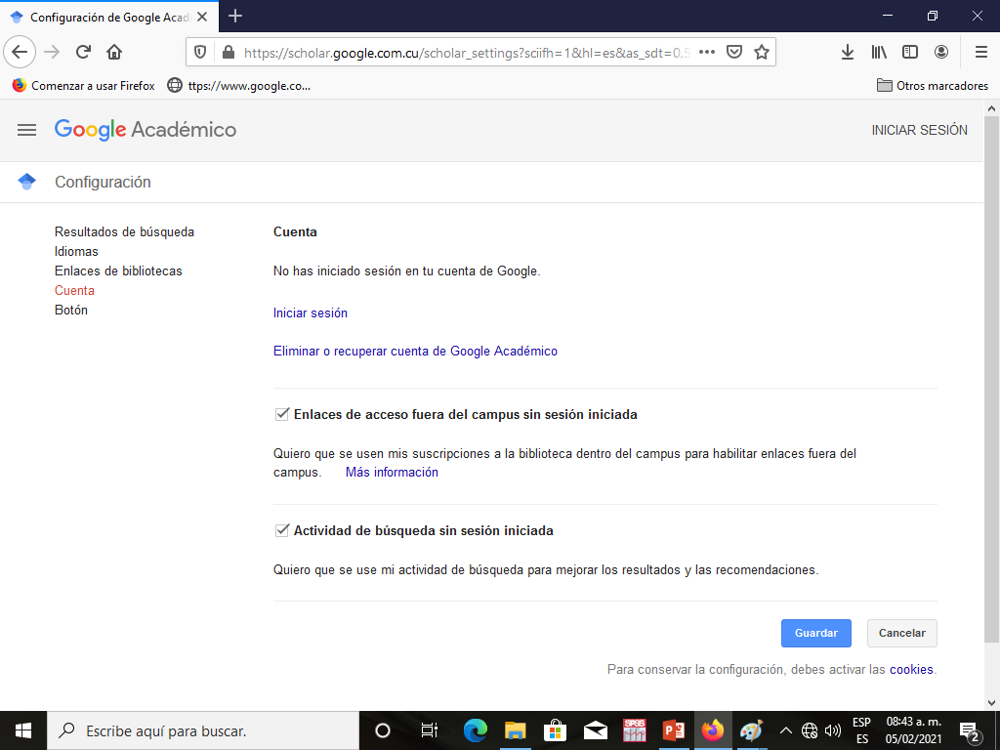 Configuración de Google Acad
https://scholar.google.com.cu/scholar_settings?sciifh=1&hl=es&as_sdt=0,5
Comenzar a usar Firefox
ttps://www.google.co...
Otros marcadores
Google Académico
INICIAR SESIÓN
Configuración
Resultados de búsqueda
Idiomas
Enlaces de bibliotecas
Cuenta
Botón
Cuenta
No has iniciado sesión en tu cuenta de Google.
Iniciar sesión
Eliminar o recuperar cuenta de Google Académico
Enlaces de acceso fuera del campus sin sesión iniciada
Quiero que se usen mis suscripciones a la biblioteca dentro del campus para habilitar enlaces fuera del
campus. Más información
Actividad de búsqueda sin sesión iniciada
Quiero que se use mi actividad de búsqueda para mejorar los resultados y las recomendaciones.
Guardar
Cancelar
Para conservar la configuración, debes activar las cookies.
Escribe aquí para buscar.
SPSS
ESP
ES
08:43 a. m.
05/02/2021
2